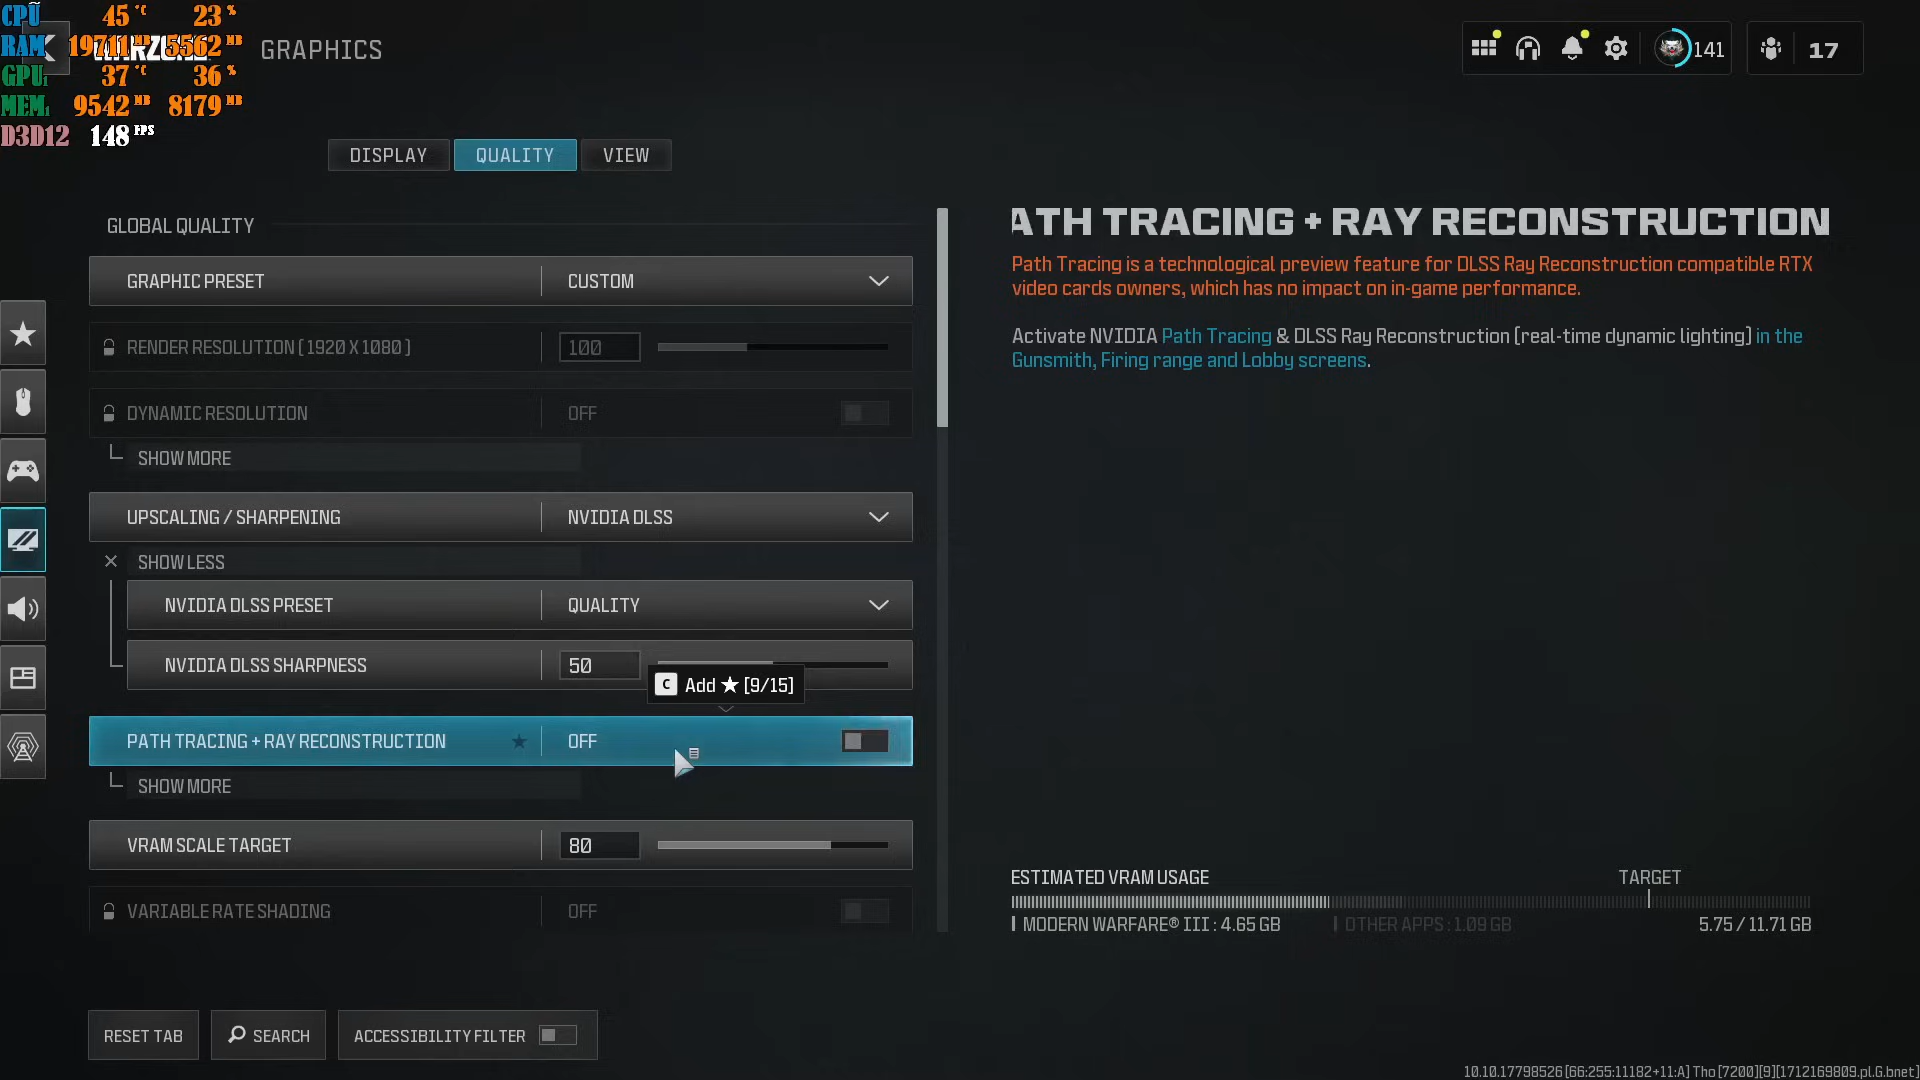 CPU 45 °C 23 %
RAM 19711 MB 5562 MB
WARZONE GRAPHICS
GPU1 37 °C 36 %
MEM1 9542 MB 8179 MB
D3D12 148 FPS
141
17
DISPLAY QUALITY VIEW
GLOBAL QUALITY
GRAPHIC PRESET CUSTOM
RENDER RESOLUTION [ 1920 X 1080 ] 100
DYNAMIC RESOLUTION OFF
SHOW MORE
UPSCALING / SHARPENING NVIDIA DLSS
SHOW LESS
NVIDIA DLSS PRESET QUALITY
NVIDIA DLSS SHARPNESS 50
C Add ★ [9/15]
PATH TRACING + RAY RECONSTRUCTION OFF
SHOW MORE
VRAM SCALE TARGET 80
VARIABLE RATE SHADING OFF
ATH TRACING + RAY RECONSTRUCTION
Path Tracing is a technological preview feature for DLSS Ray Reconstruction compatible RTX
video cards owners, which has no impact on in-game performance.
Activate NVIDIA Path Tracing & DLSS Ray Reconstruction (real-time dynamic lighting) in the
Gunsmith, Firing range and Lobby screens.
ESTIMATED VRAM USAGE TARGET
MODERN WARFARE® III : 4.65 GB OTHER APPS : 1.09 GB 5.75 / 11.71 GB
RESET TAB SEARCH ACCESSIBILITY FILTER
10.10.17798526 [66:255:11182+11:A] Tho [7200][9][1712169809.pl.G.bnet]